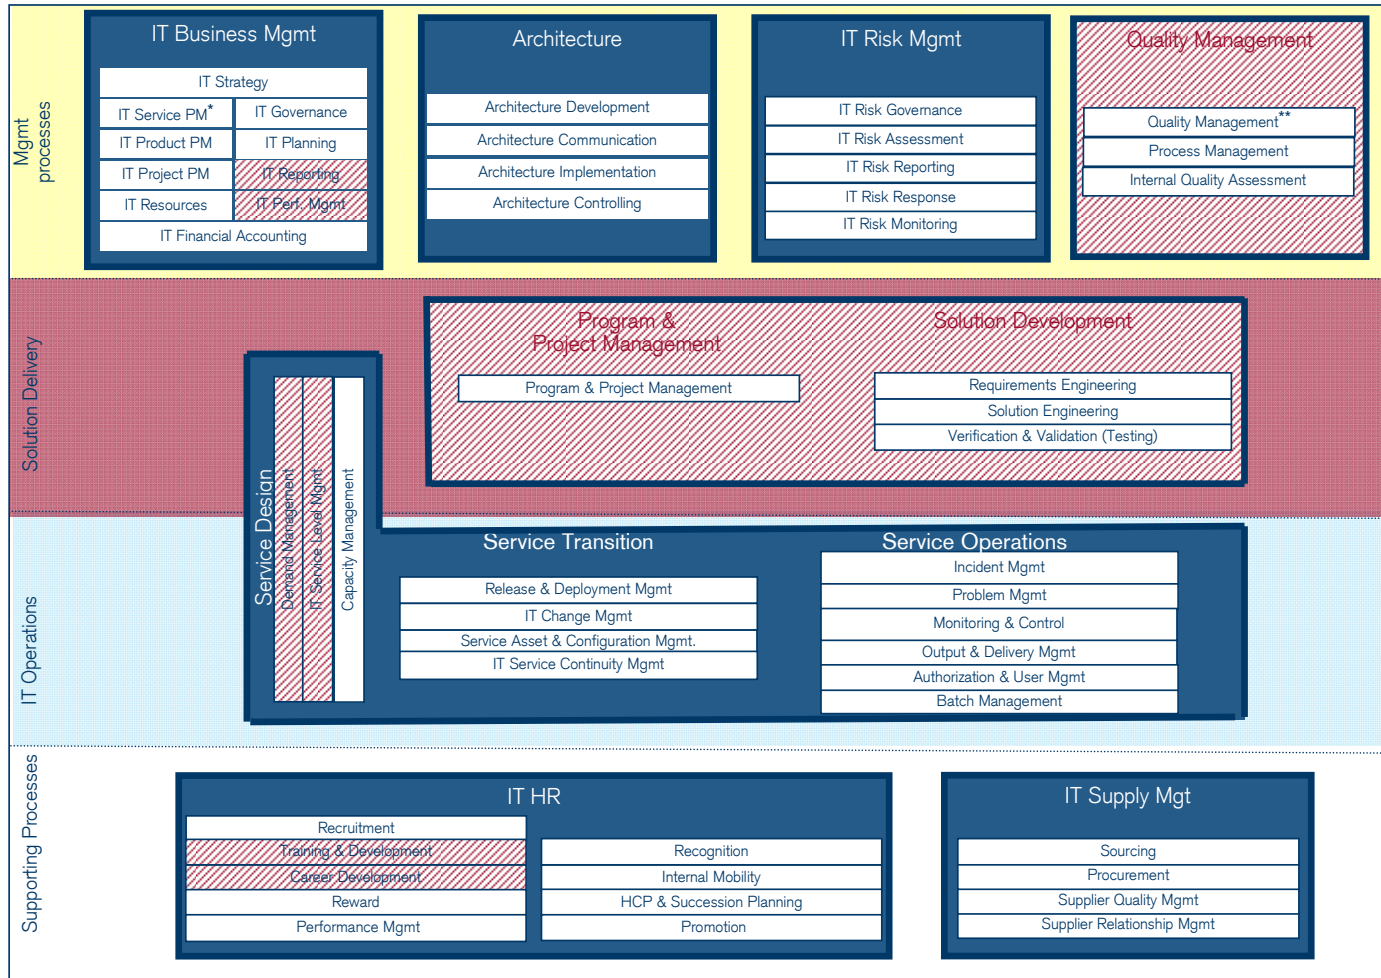 Mgmt
processes
IT Business Mgmt
IT Strategy
IT Service PM*
IT Governance
IT Product PM
IT Planning
IT Project PM
IT Reporting
IT Resources
IT Perf. Mgmt
IT Financial Accounting
Architecture
Architecture Development
Architecture Communication
Architecture Implementation
Architecture Controlling
IT Risk Mgmt
IT Risk Governance
IT Risk Assessment
IT Risk Reporting
IT Risk Response
IT Risk Monitoring
Quality Management
Quality Management**
Process Management
Internal Quality Assessment
Solution Delivery
Program &
Project Management
Program & Project Management
Solution Development
Requirements Engineering
Solution Engineering
Verification & Validation (Testing)
Service Design
Demand Management
IT Service Level Mgmt
Capacity Management
IT Operations
Service Transition
Release & Deployment Mgmt
IT Change Mgmt
Service Asset & Configuration Mgmt.
IT Service Continuity Mgmt
Service Operations
Incident Mgmt
Problem Mgmt
Monitoring & Control
Output & Delivery Mgmt
Authorization & User Mgmt
Batch Management
Supporting Processes
IT HR
Recruitment
Training & Development
Career Development
Reward
Performance Mgmt
Recognition
Internal Mobility
HCP & Succession Planning
Promotion
IT Supply Mgt
Sourcing
Procurement
Supplier Quality Mgmt
Supplier Relationship Mgmt